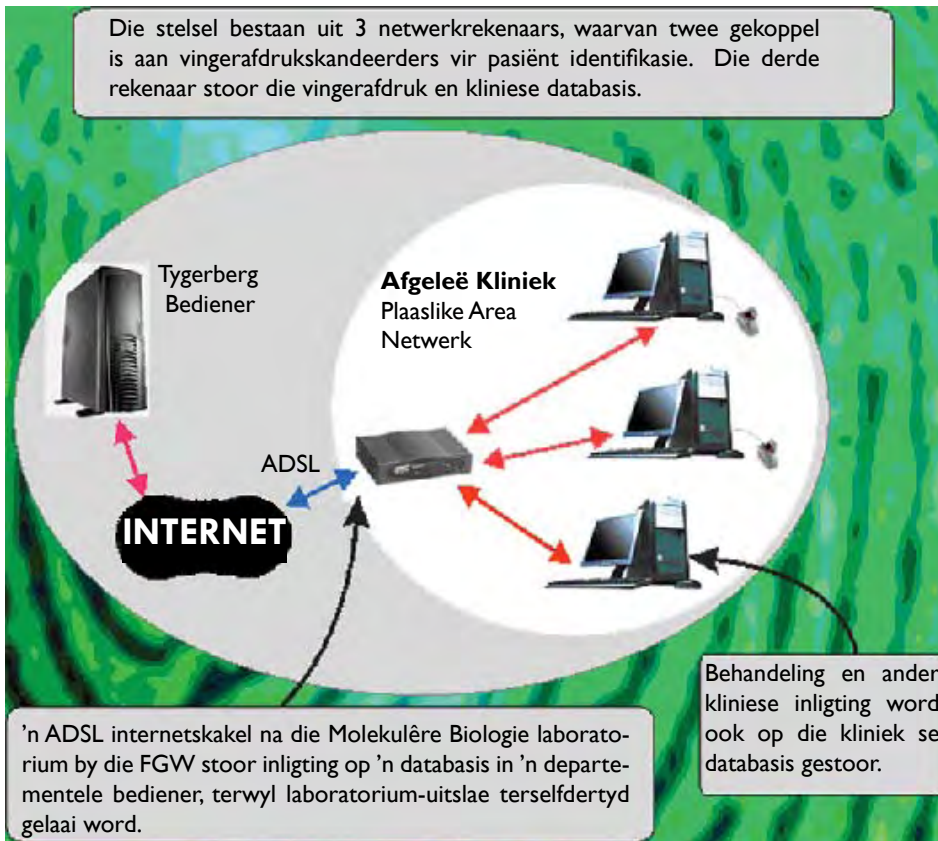 Die stelsel bestaan uit 3 netwerkrekenaars, waarvan twee gekoppel
is aan vingerafdrukskandeerders vir pasiënt identifikasie. Die derde
rekenaar stoor die vingerafdruk en kliniese databasis.
Tygerberg
Bediener
Afgeleë Kliniek
Plaaslike Area
Netwerk
ADSL
INTERNET
Behandeling en ander
kliniese inligting word
ook op die kliniek se
databasis gestoor.
'n ADSL internetskakel na die Molekulêre Biologie laborato-
rium by die FGW stoor inligting op 'n databasis in 'n departe-
mentele bediener, terwyl laboratorium-uitslae terselfdertyd
gelaai word.